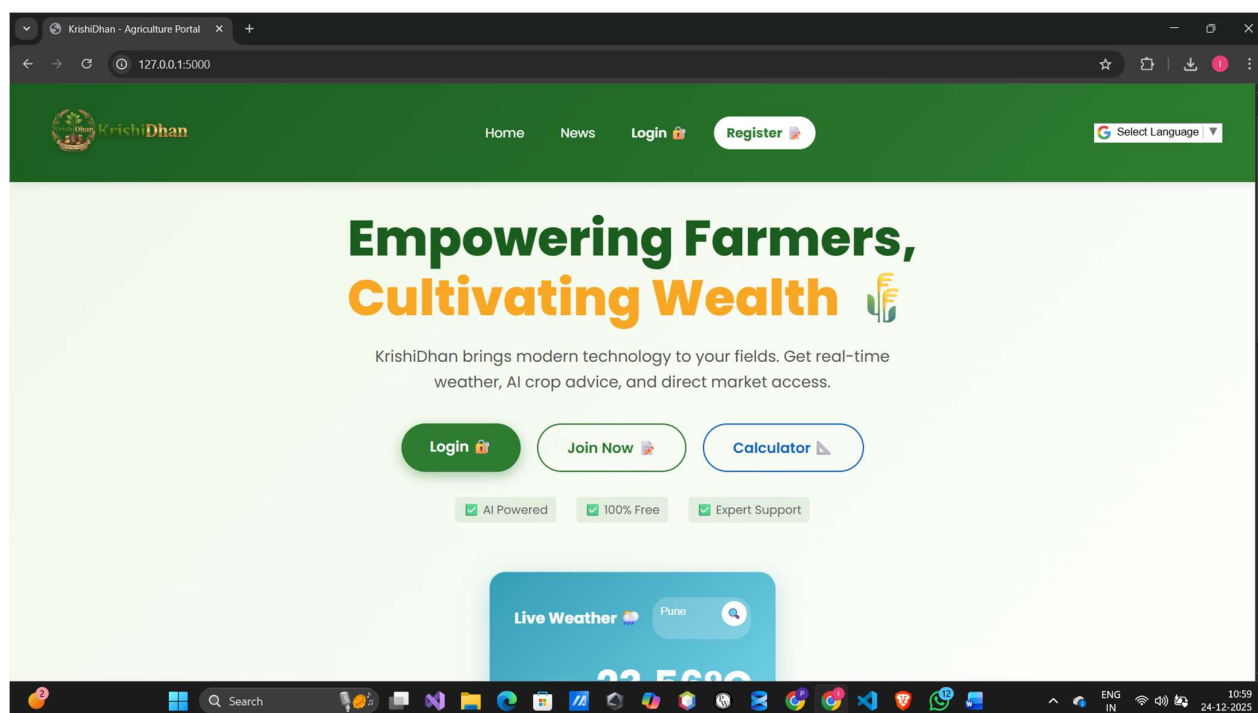 KrishiDhan - Agriculture Portal
127.0.0.1:5000
KrishiDhan
KrishiDhan
Home
News
Login
Register
Select Language
Empowering Farmers,
Cultivating Wealth
KrishiDhan brings modern technology to your fields. Get real-time
weather, AI crop advice, and direct market access.
Login
Join Now
Calculator
AI Powered
100% Free
Expert Support
Live Weather
Pune
2
Search
12
ENG
IN
10:59
24-12-2025